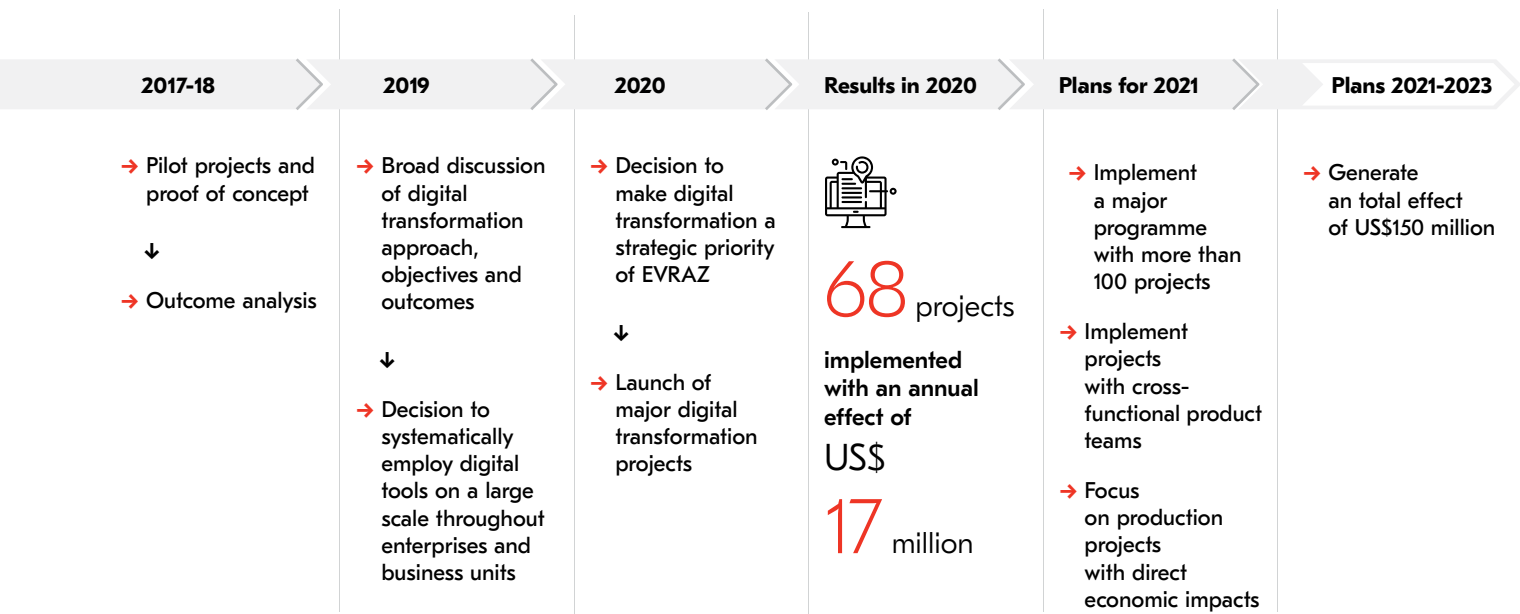 2017-18
Pilot projects and
proof of concept
Outcome analysis
2019
Broad discussion
of digital
transformation
approach,
objectives and
outcomes
Decision to
systematically
employ digital
tools on a large
scale throughout
enterprises and
business units
2020
Decision to
make digital
transformation a
strategic priority
of EVRAZ
Launch of
major digital
transformation
projects
Results in 2020
68 projects
implemented
with an annual
effect of
US$
17 million
Plans for 2021
Implement
a major
programme
with more than
100 projects
Implement
projects
with cross-
functional product
teams
Focus
on production
projects
with direct
economic impacts
Plans 2021-2023
Generate
an total effect
of US$150 million